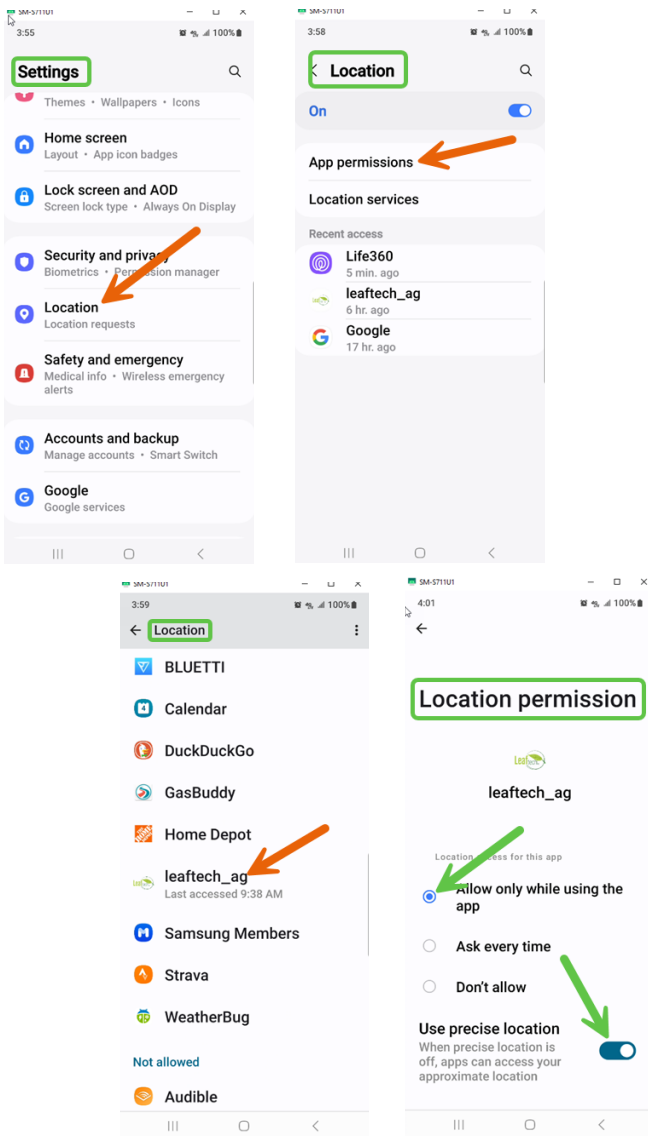 SM-S711U1
3:55
100%
Settings
Themes • Wallpapers • Icons
Home screen
Layout • App icon badges
Lock screen and AOD
Screen lock type • Always On Display
Security and privacy
Biometrics • Permission manager
Location
Location requests
Safety and emergency
Medical info • Wireless emergency
alerts
Accounts and backup
Manage accounts • Smart Switch
Google
Google services
SM-S711U1
3:58
100%
Location
On
App permissions
Location services
Recent access
Life360
5 min. ago
leaftech_ag
6 hr. ago
Google
17 hr. ago
SM-S711U1
3:59
100%
Location
BLUETTI
Calendar
DuckDuckGo
GasBuddy
Home Depot
leaftech_ag
Last accessed 9:38 AM
Samsung Members
Strava
WeatherBug
Not allowed
Audible
SM-S711U1
4:01
100%
Location permission
Leaf
leaftech_ag
Location access for this app
Allow only while using the
app
Ask every time
Don't allow
Use precise location
When precise location is
off, apps can access your
approximate location